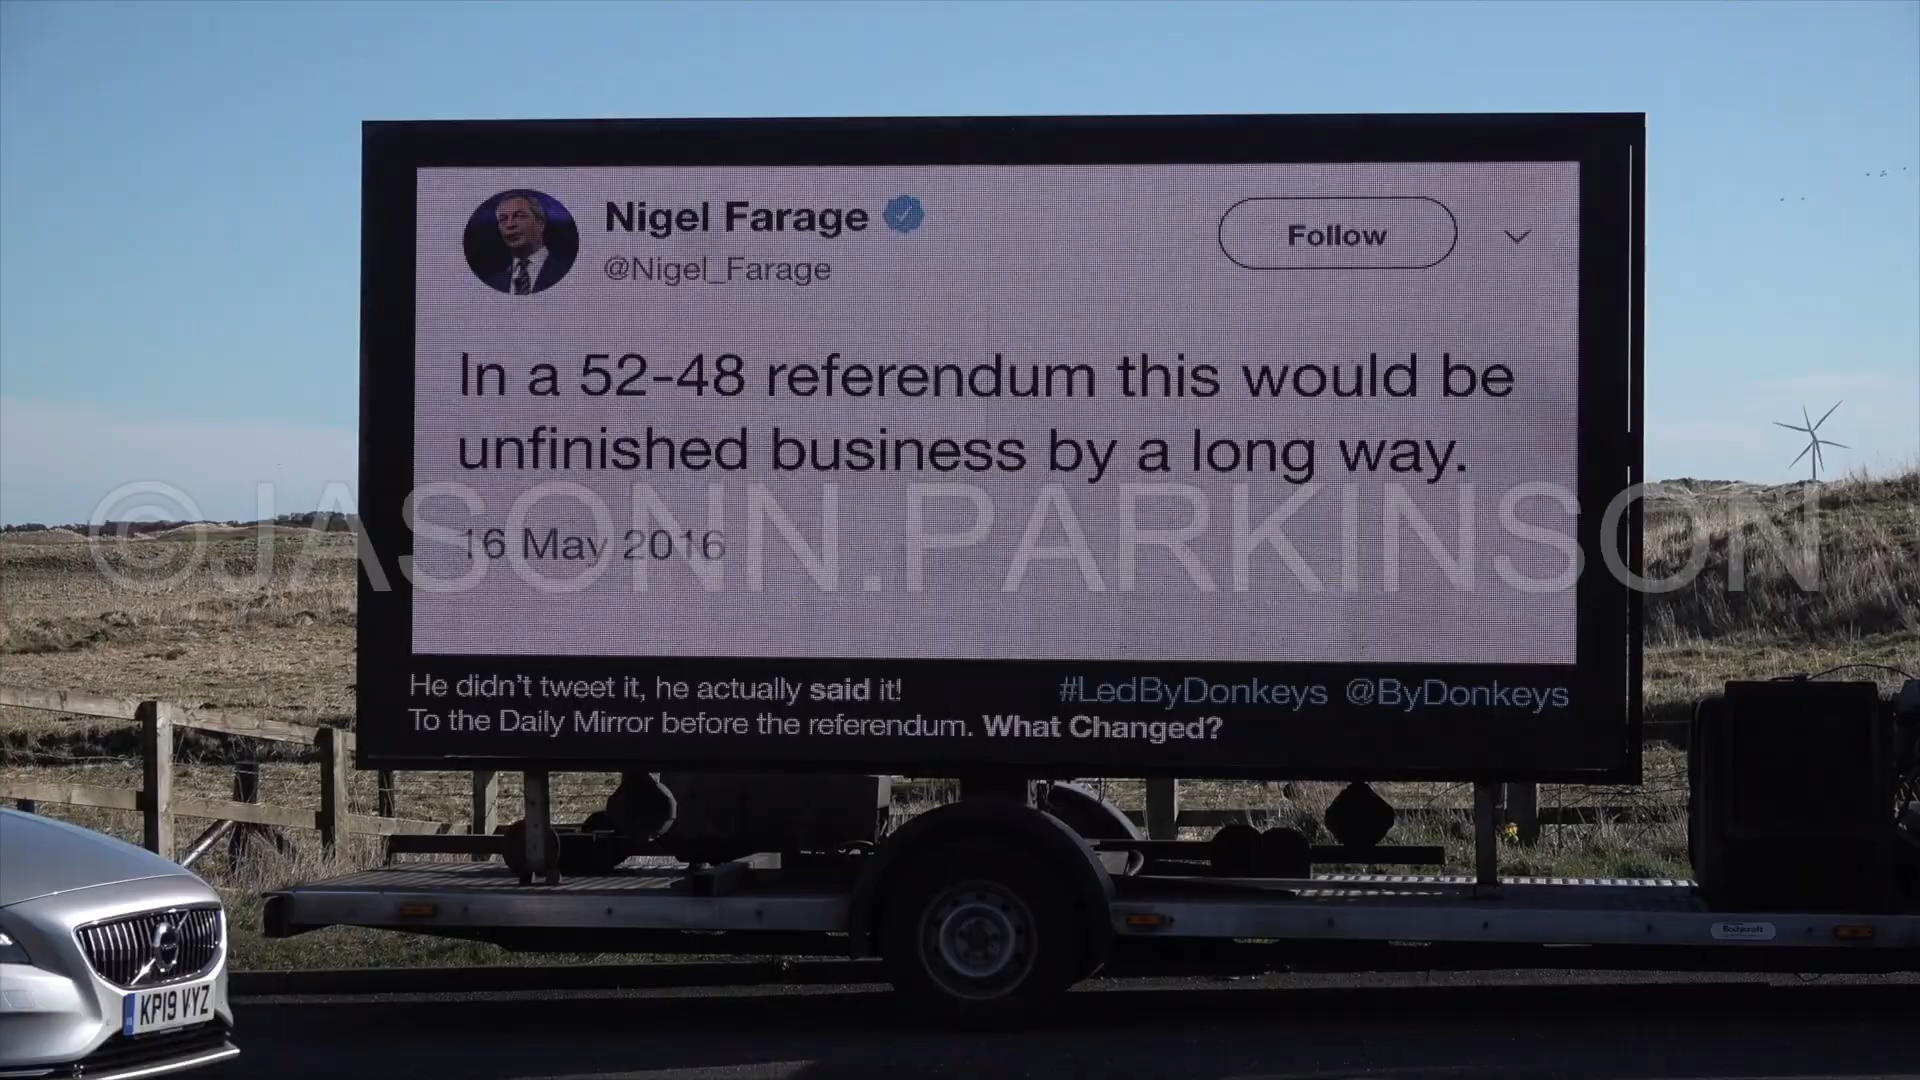 Nigel Farage
@Nigel_Farage
Follow
In a 52-48 referendum this would be
unfinished business by a long way.
16 May 2016
©JASONN.PARKINSON
He didn't tweet it, he actually said it!
To the Daily Mirror before the referendum. What Changed?
#LedByDonkeys @ByDonkeys
Bodycraft
KP19 VYZ